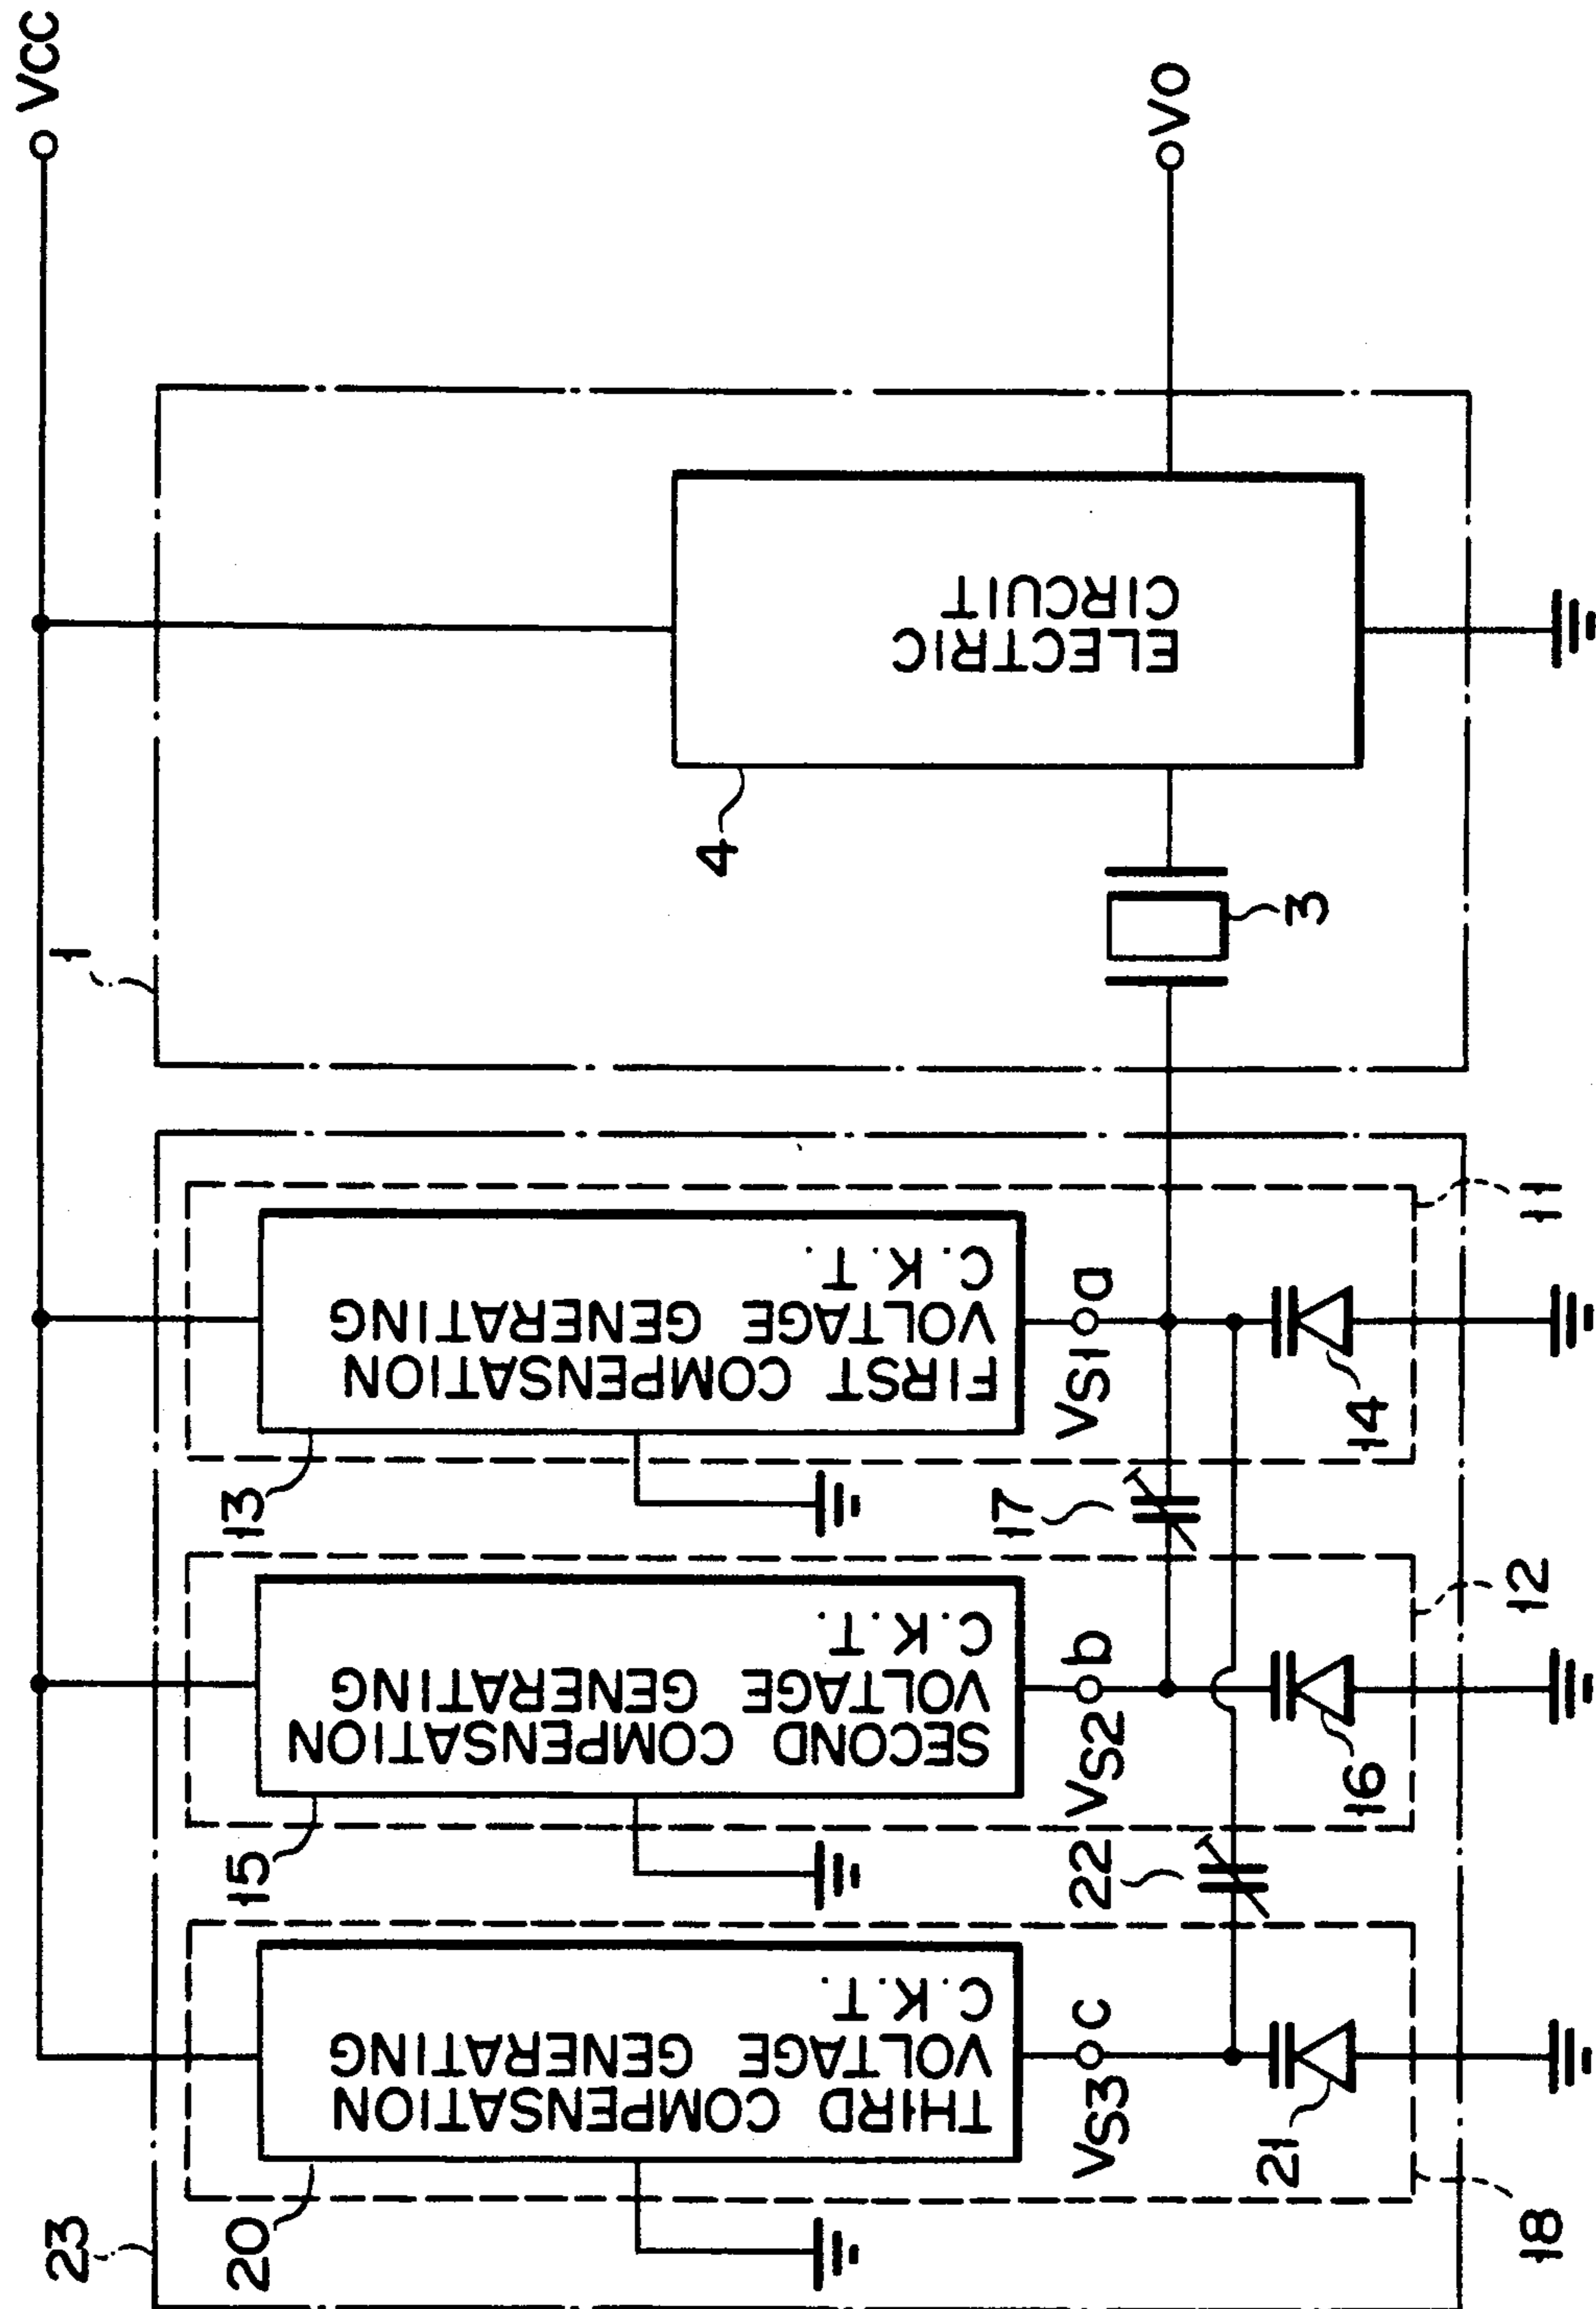 VCC
VO
1
ELECTRIC
CIRCUIT
4
3
FIRST COMPENSATION
VOLTAGE GENERATING
C.K.T.
13
VS1
a
14
11
17
SECOND COMPENSATION
VOLTAGE GENERATING
C.K.T.
15
VS2
b
16
12
22
THIRD COMPENSATION
VOLTAGE GENERATING
C.K.T.
20
VS3
c
21
18
23